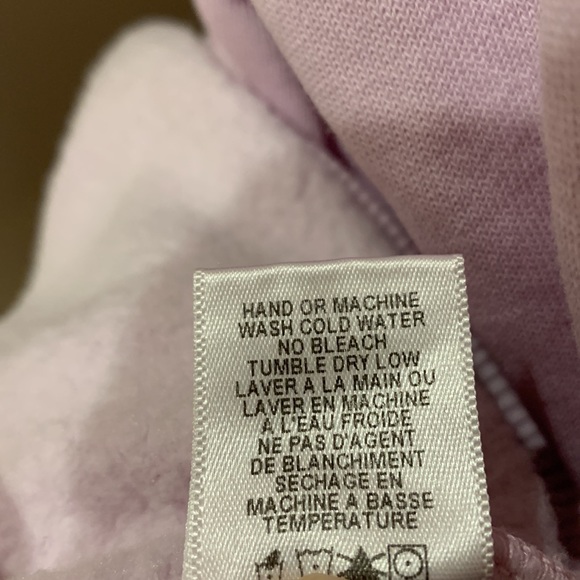 HAND OR MACHINE
WASH COLD WATER
NO BLEACH
TUMBLE DRY LOW
LAVER A LA MAIN OU
LAVER EN MACHINE
A L'EAU FROIDE
NE PAS D'AGENT
DE BLANCHIMENT
SECHAGE EN
MACHINE A BASSE
TEMPERATURE